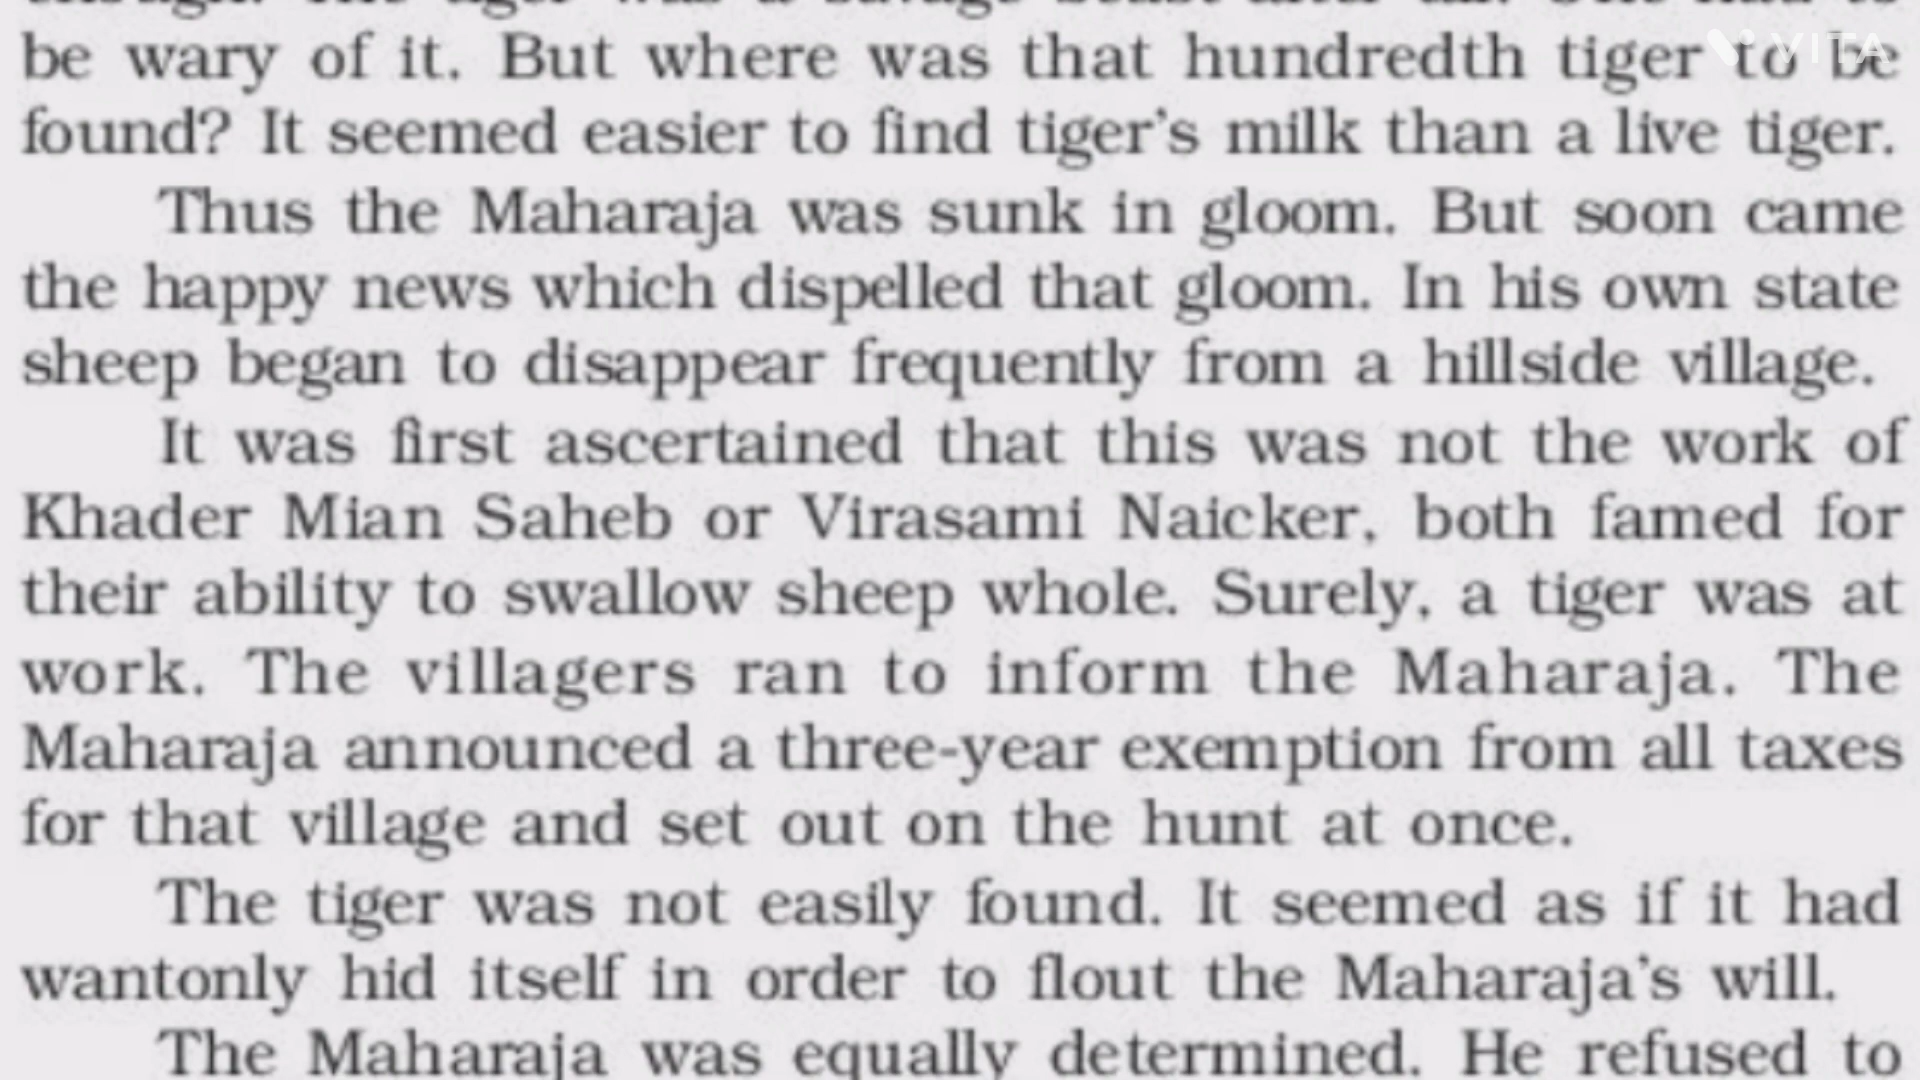 be wary of it. But where was that hundredth tiger to be
found? It seemed easier to find tiger's milk than a live tiger.
Thus the Maharaja was sunk in gloom. But soon came
the happy news which dispelled that gloom. In his own state
sheep began to disappear frequently from a hillside village.
It was first ascertained that this was not the work of
Khader Mian Saheb or Virasami Naicker, both famed for
their ability to swallow sheep whole. Surely, a tiger was at
work. The villagers ran to inform the Maharaja. The
Maharaja announced a three-year exemption from all taxes
for that village and set out on the hunt at once.
The tiger was not easily found. It seemed as if it had
wantonly hid itself in order to flout the Maharaja's will.
The Maharaja was equally determined. He refused to
VITA